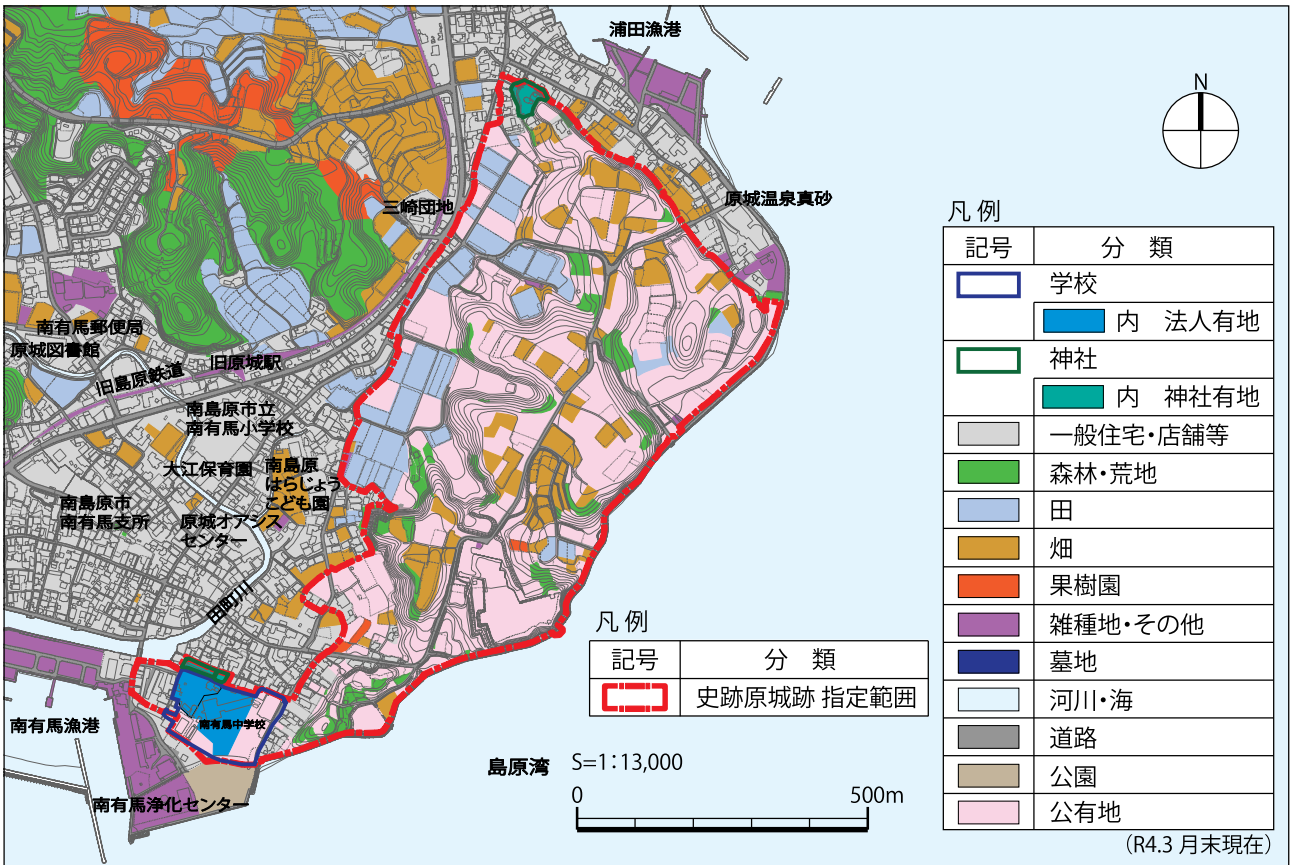 浦田漁港
N
原城温泉真砂
三崎団地
南有馬郵便局
原城図書館
旧島原鉄道
旧原城駅
南島原市立
南有馬小学校
大江保育園
南島原
はらじょう
こども園
南島原市
南有馬支所
原城オアシス
センター
田町川
南有馬中学校
南有馬漁港
南有馬浄化センター
島原湾
S=1:13,000
0
500m
凡 例
記号 分 類
史跡原城跡 指定範囲
凡 例
記号 分 類
学校
内 法人有地
神社
内 神社有地
一般住宅・店舗等
森林・荒地
田
畑
果樹園
雑種地・その他
墓地
河川・海
道路
公園
公有地
（R4.3 月末現在）